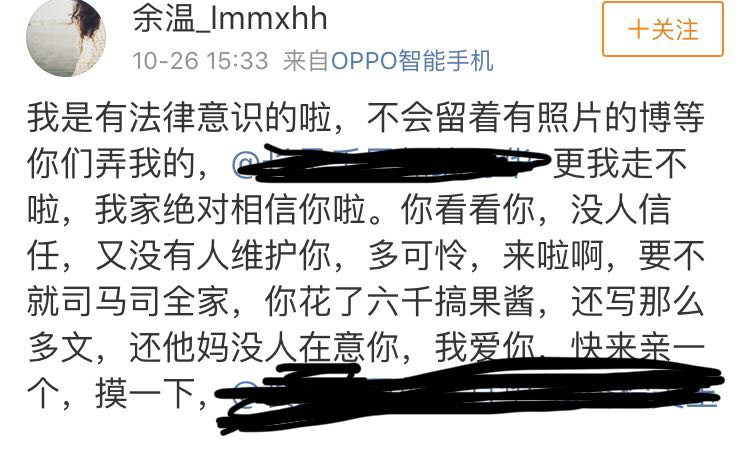 余温_lmmxhh
+关注
10-26 15:33 来自OPPO智能手机
我是有法律意识的啦，不会留着有照片的博等
你们弄我的，@ 更我走不
啦，我家绝对相信你啦。你看看你，没人信
任，又没有人维护你，多可怜，来啦啊，要不
就司马司全家，你花了六千搞果酱，还写那么
多文，还他妈没人在意你，我爱你，快来亲一
个，摸一下，@